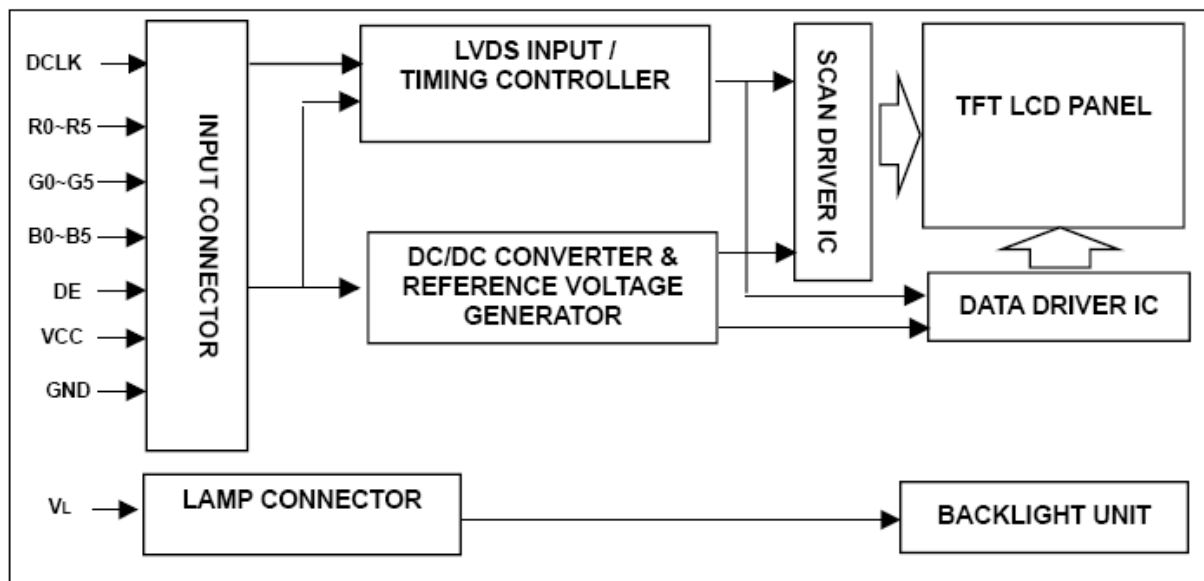 DCLK
R0~R5
G0~G5
B0~B5
DE
VCC
GND
INPUT CONNECTOR
LVDS INPUT /
TIMING CONTROLLER
DC/DC CONVERTER &
REFERENCE VOLTAGE
GENERATOR
SCAN DRIVER IC
TFT LCD PANEL
DATA DRIVER IC
VL
LAMP CONNECTOR
BACKLIGHT UNIT